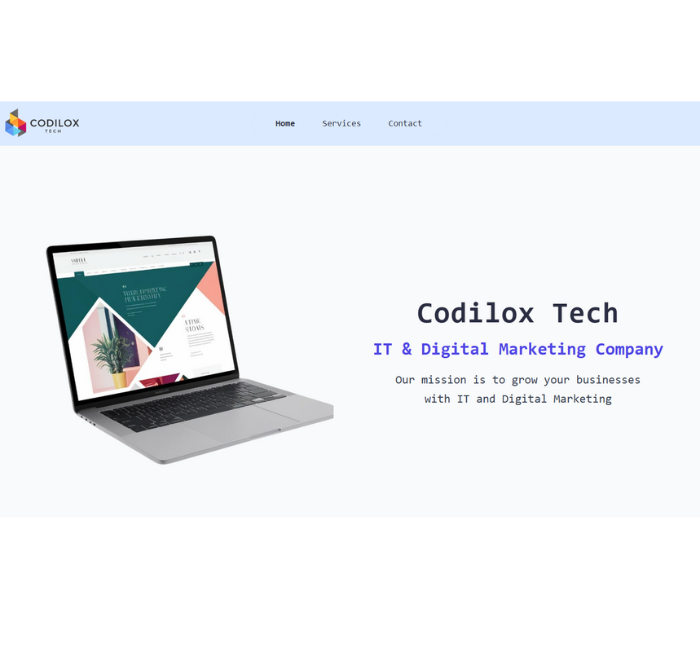 CODILOX
TECH
Home
Services
Contact
Codilox Tech
IT & Digital Marketing Company
Our mission is to grow your businesses
with IT and Digital Marketing